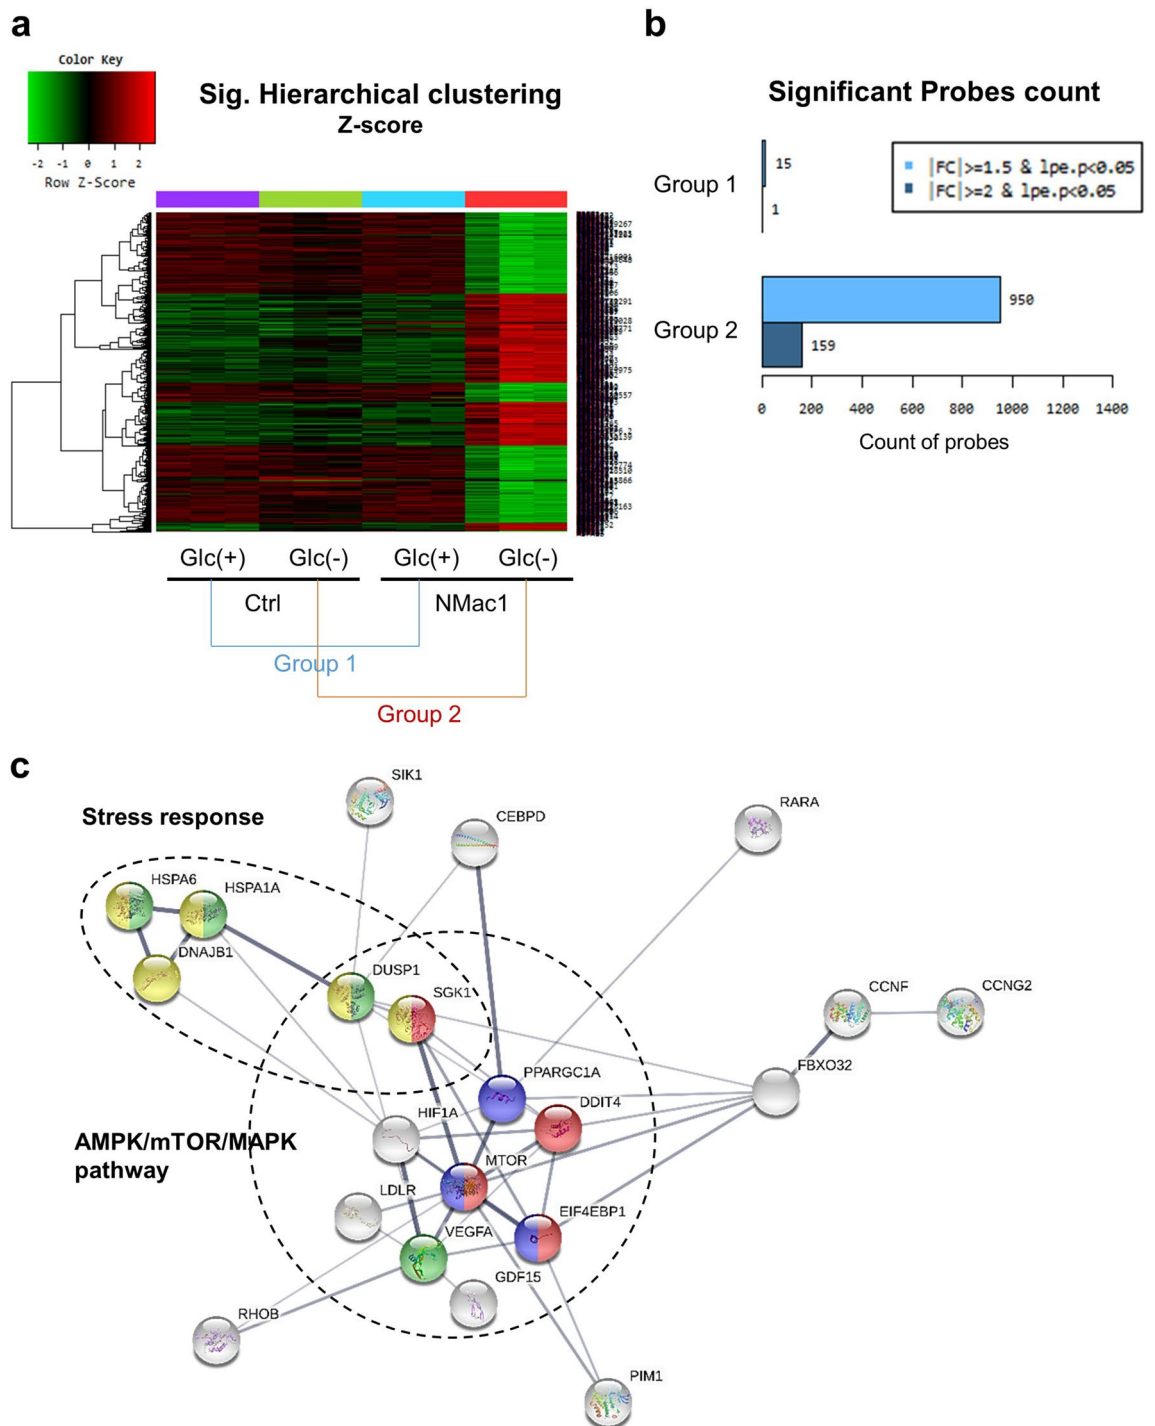 a
Color Key
-2 -1 0 1 2
Row Z-Score
Sig. Hierarchical clustering
Z-score
Glc(+) Glc(-) Glc(+) Glc(-)
Ctrl NMac1
Group 1
Group 2
b
Significant Probes count
|FC|>=1.5 & lpe.p<0.05
|FC|>=2 & lpe.p<0.05
Group 1
15
1
Group 2
950
159
0 200 400 600 800 1000 1200 1400
Count of probes
c
SIK1
CEBPD
RARA
Stress response
HSPA6
HSPA1A
DNAJB1
DUSP1
SGK1
CCNF
CCNG2
FBXO32
PPARGC1A
DDIT4
HIF1A
AMPK/mTOR/MAPK
pathway
MTOR
LDLR
EIF4EBP1
VEGFA
GDF15
RHOB
PIM1